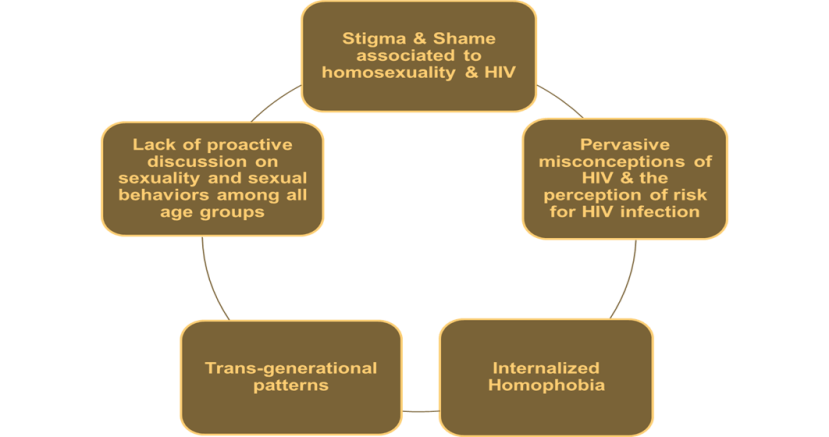 Stigma & Shame
associated to
homosexuality & HIV
Lack of proactive
discussion on
sexuality and sexual
behaviors among all
age groups
Pervasive
misconceptions of
HIV & the
perception of risk
for HIV infection
Trans-generational
patterns
Internalized
Homophobia